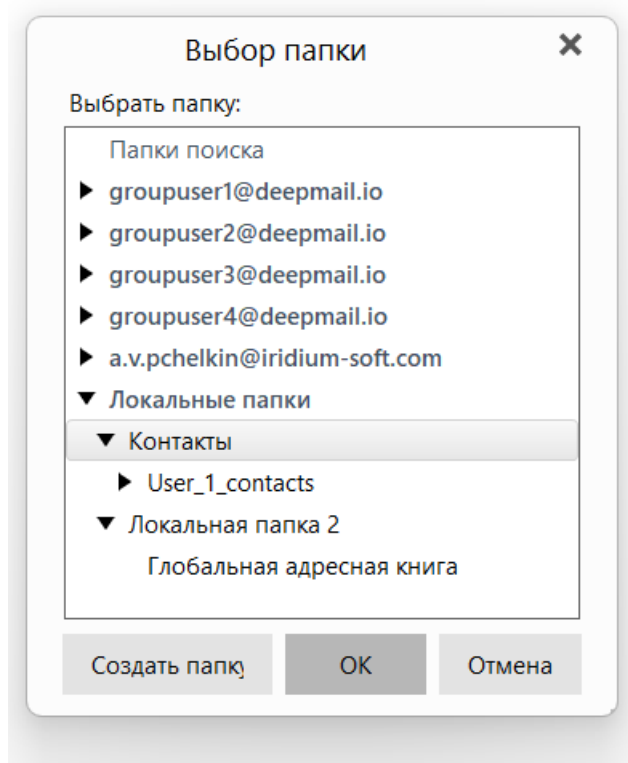 Выбор папки
Выбрать папку:
Папки поиска
groupuser1@deepmail.io
groupuser2@deepmail.io
groupuser3@deepmail.io
groupuser4@deepmail.io
a.v.pchelkin@iridium-soft.com
Локальные папки
Контакты
User_1_contacts
Локальная папка 2
Глобальная адресная книга
Создать папку OK Отмена